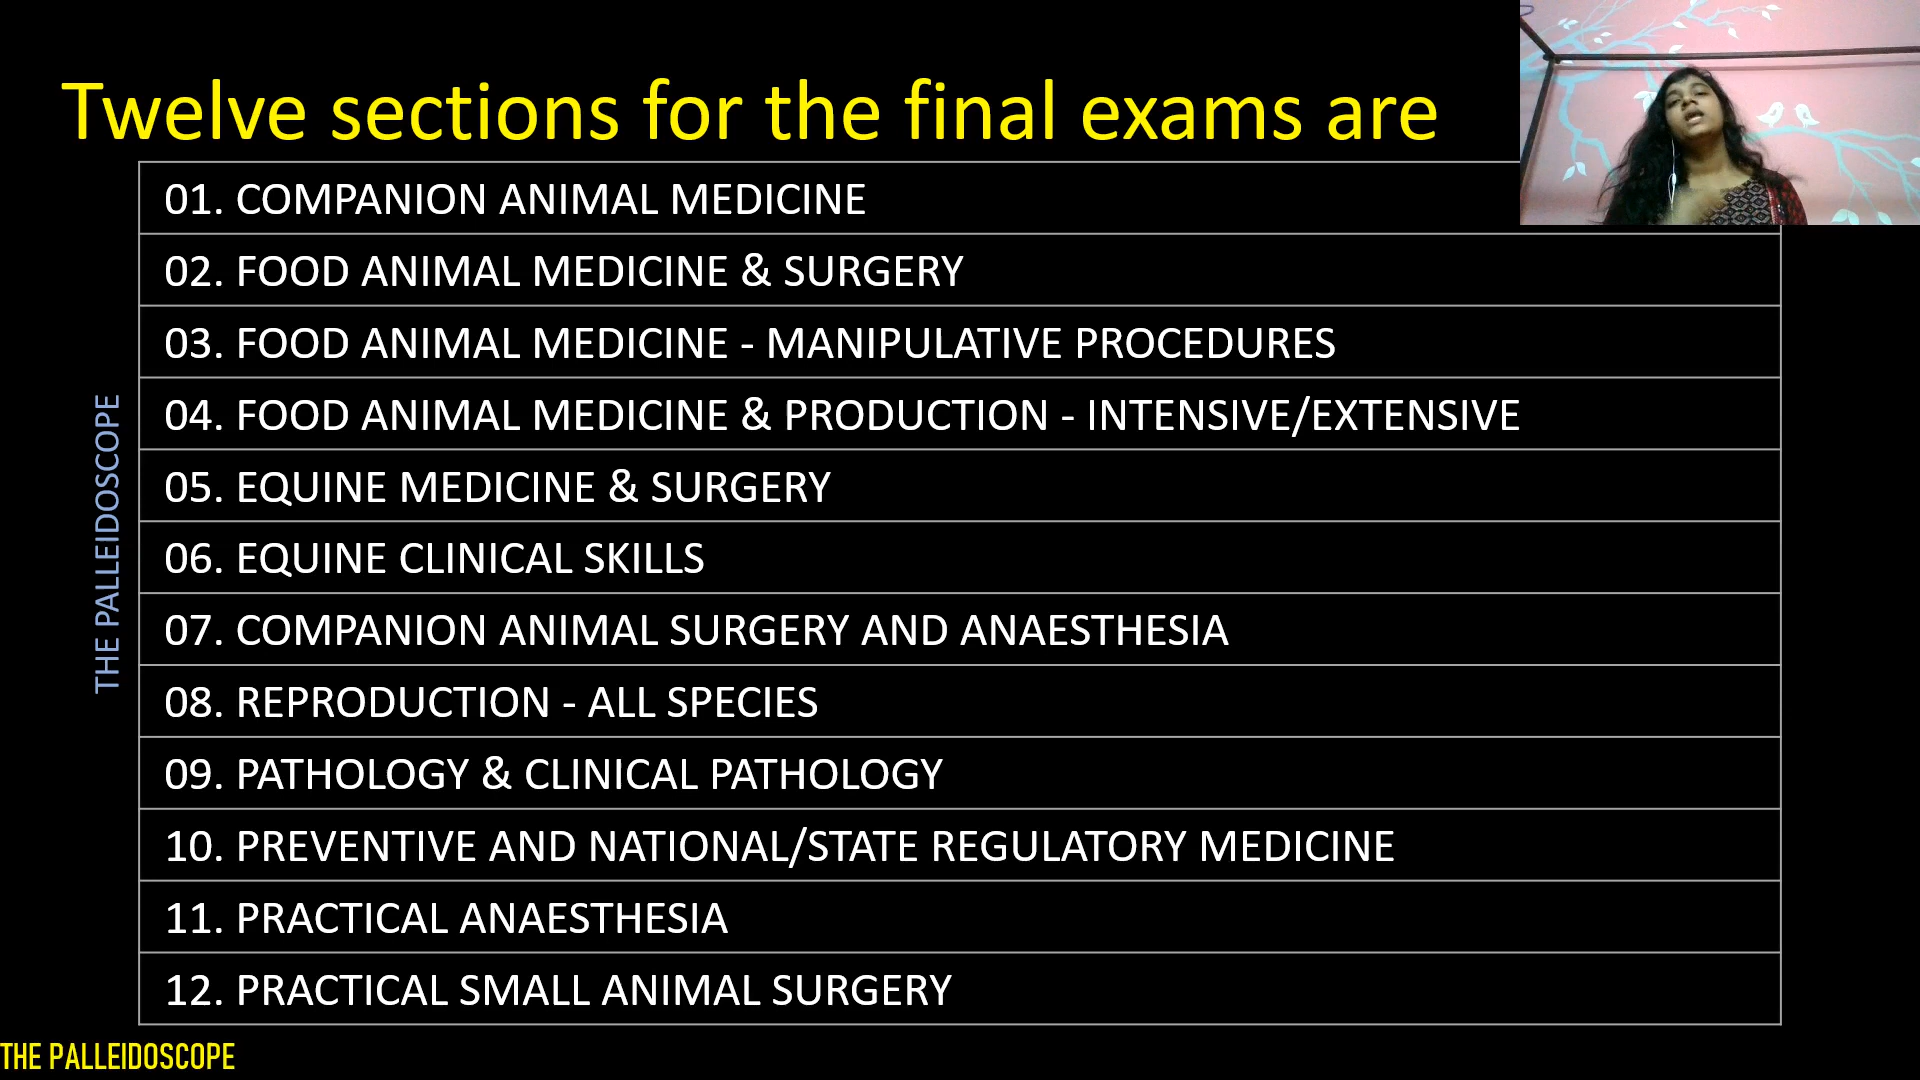 Twelve sections for the final exams are
01. COMPANION ANIMAL MEDICINE
02. FOOD ANIMAL MEDICINE & SURGERY
03. FOOD ANIMAL MEDICINE - MANIPULATIVE PROCEDURES
04. FOOD ANIMAL MEDICINE & PRODUCTION - INTENSIVE/EXTENSIVE
05. EQUINE MEDICINE & SURGERY
06. EQUINE CLINICAL SKILLS
07. COMPANION ANIMAL SURGERY AND ANAESTHESIA
08. REPRODUCTION - ALL SPECIES
09. PATHOLOGY & CLINICAL PATHOLOGY
10. PREVENTIVE AND NATIONAL/STATE REGULATORY MEDICINE
11. PRACTICAL ANAESTHESIA
12. PRACTICAL SMALL ANIMAL SURGERY
THE PALLEIDOSCOPE
THE PALLEIDOSCOPE